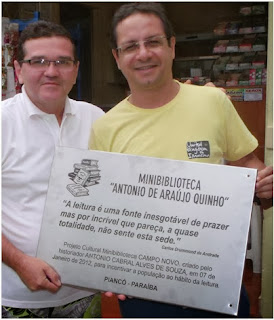 MINIBIBLIOTECA
"ANTONIO DE ARAÚJO QUINHO"
"A leitura é uma fonte inesgotável de prazer
mas por incrível que pareça, a quase
totalidade, não sente esta sede."
Carlos Drummond de Andrade
Projeto Cultural Minibiblioteca CAMPO NOVO, criado pelo
historiador ANTONIO CABRAL ALVES DE SOUZA, em 07 de
Janeiro de 2012, para incentivar a população ao hábito da leitura.
PIANCÓ - PARAÍBA